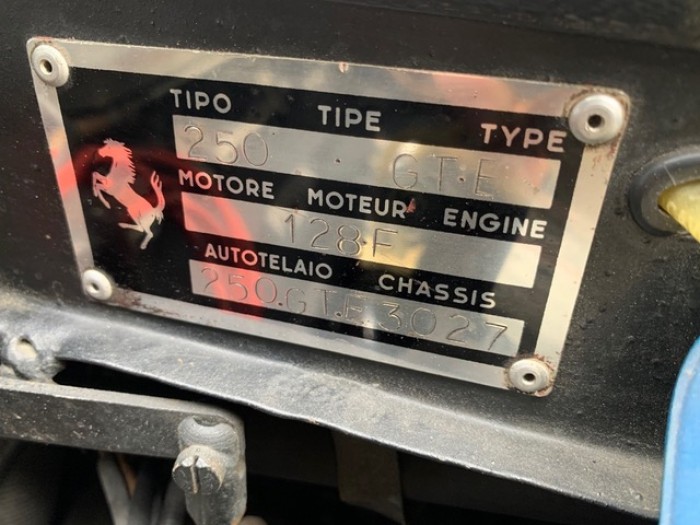 TIPO TIPE TYPE
250 GT.E
MOTORE MOTEUR ENGINE
128 F
AUTOTELAIO CHASSIS
250.GT.E.3027